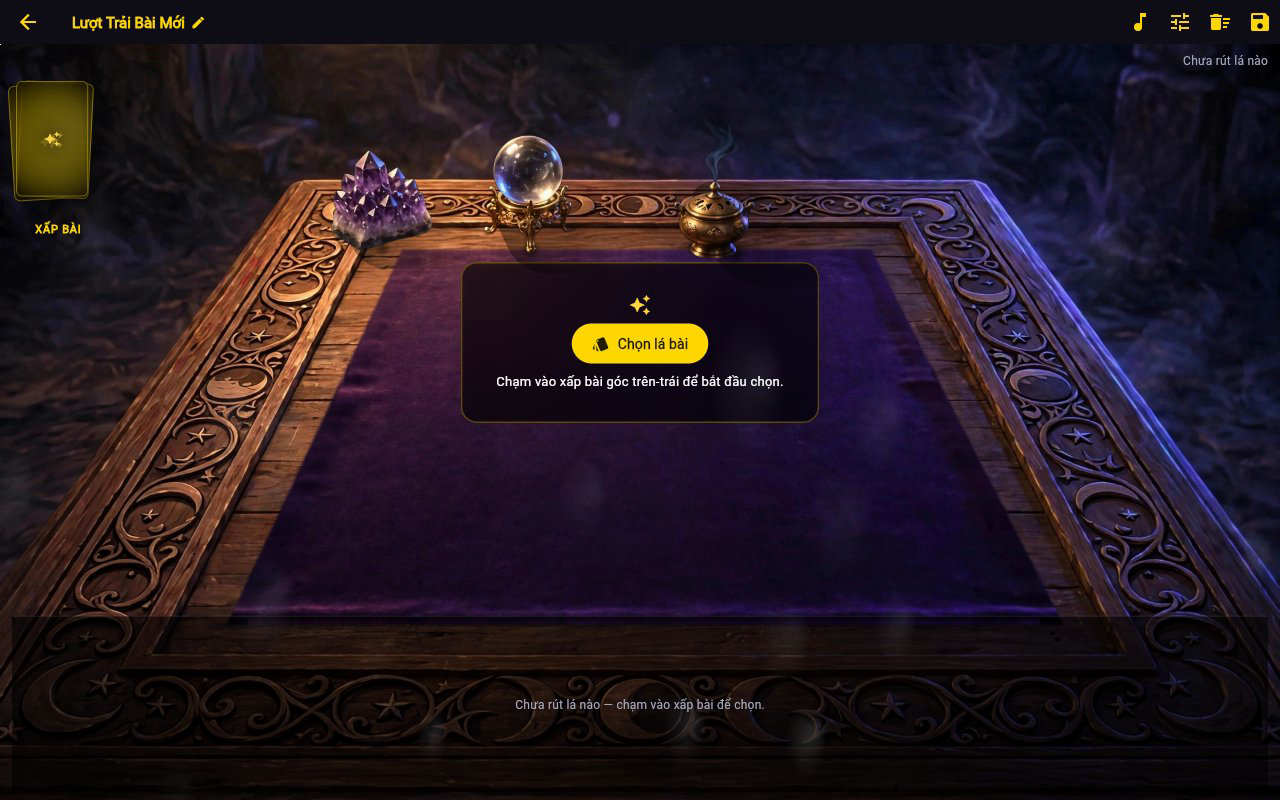 Lượt Trải Bài Mới
Chưa rút lá nào
XẤP BÀI
Chọn lá bài
Chạm vào xấp bài góc trên-trái để bắt đầu chọn.
Chưa rút lá nào — chạm vào xấp bài để chọn.